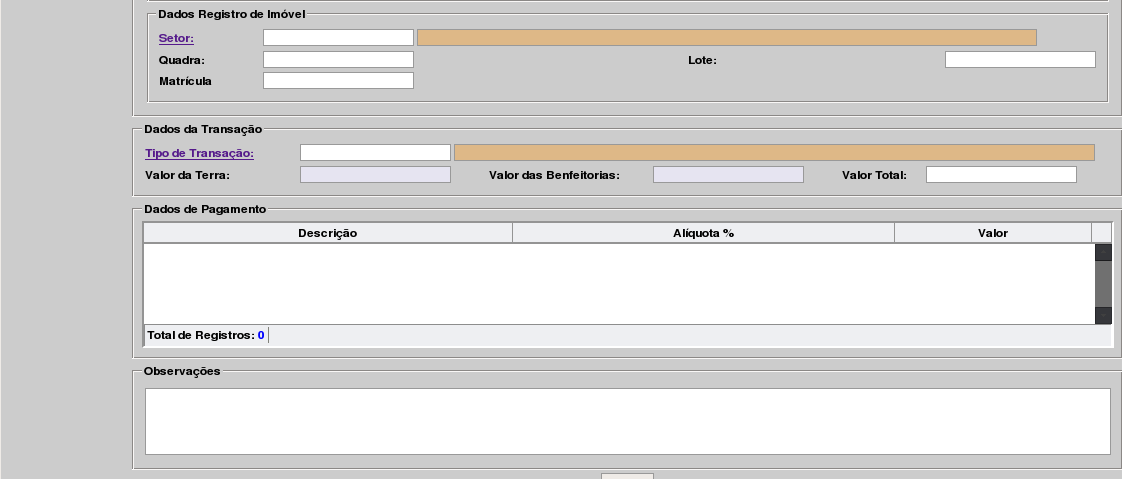 Dados Registro de Imóvel
Setor:
Quadra: Lote:
Matrícula
Dados da Transação
Tipo de Transação:
Valor da Terra: Valor das Benfeitorias: Valor Total:
Dados de Pagamento
Descrição Alíquota % Valor
Total de Registros: 0
Observações